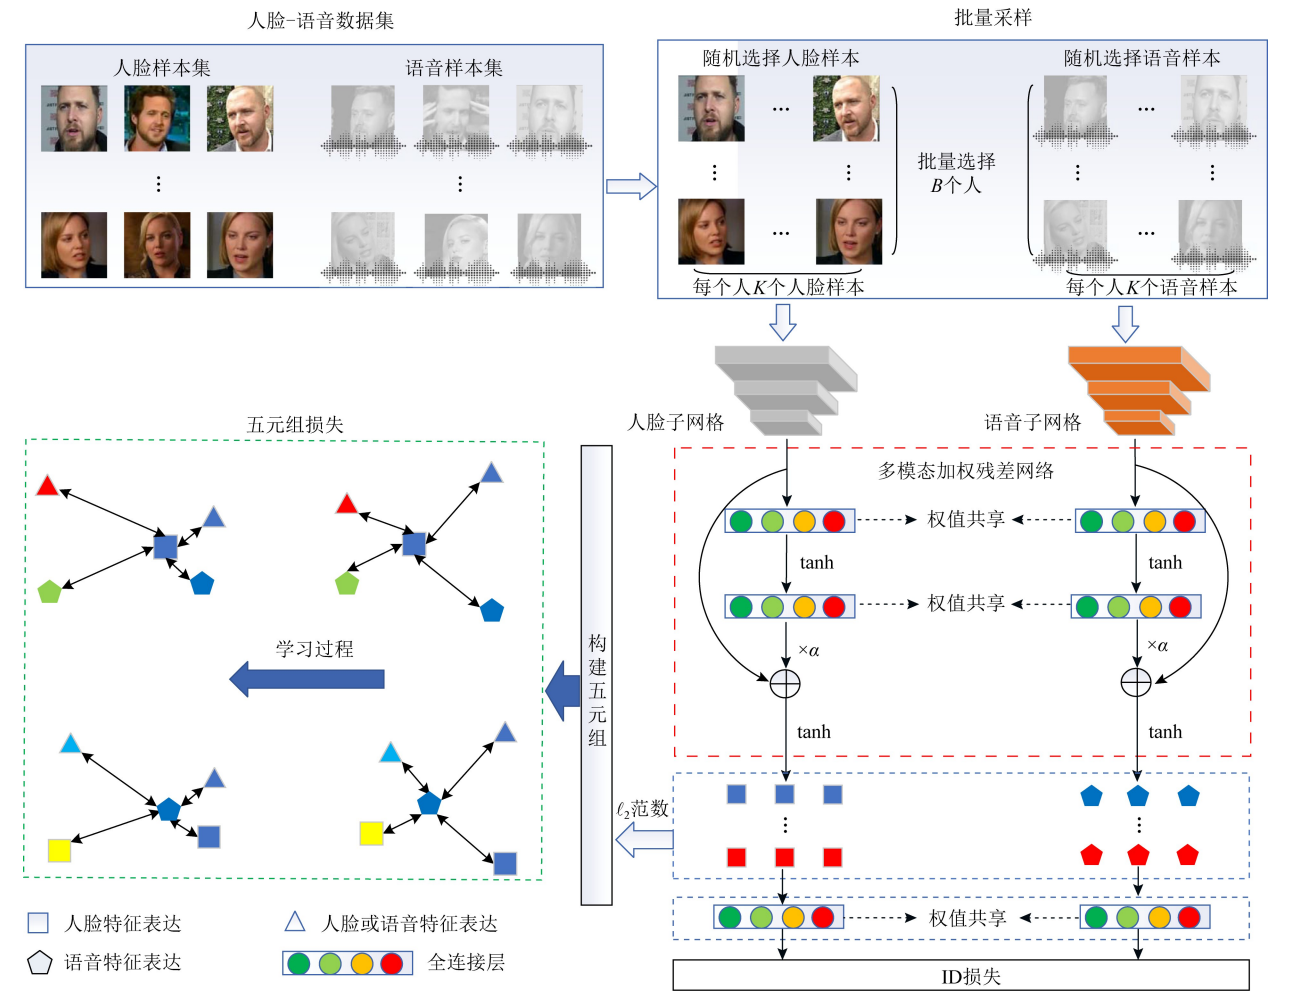 人脸-语音数据集
批量采样
人脸样本集
语音样本集
随机选择人脸样本
随机选择语音样本
批量选择
B个人
每个人K个人脸样本
每个人K个语音样本
人脸子网格
语音子网格
五元组损失
多模态加权残差网络
权值共享
tanh
tanh
权值共享
×α
×α
学习过程
构建五元组
tanh
tanh
ℓ2范数
权值共享
人脸特征表达
人脸或语音特征表达
语音特征表达
全连接层
ID损失